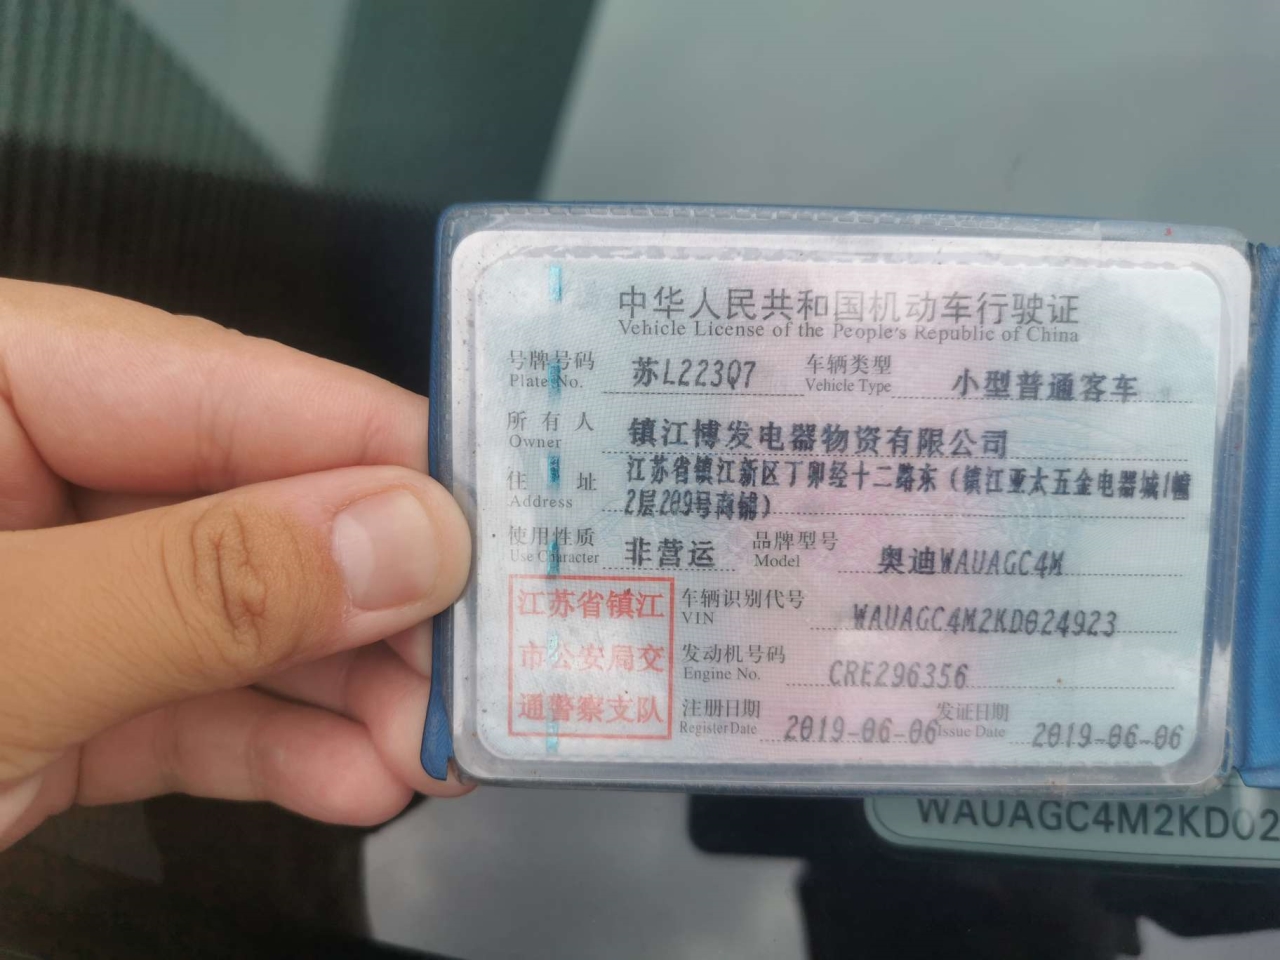 中华人民共和国机动车行驶证
Vehicle License of the People's Republic of China
号牌号码 苏L223Q7 车辆类型 小型普通客车
Plate No. Vehicle Type
所有人 镇江博发电器物资有限公司
Owner
住址 江苏省镇江新区丁卯经十二路东（镇江亚太五金电器城1幢
Address 2层209号商铺）
使用性质 非营运 品牌型号 奥迪WAUAGC4M
Use Character Model
江苏省镇江
市公安局交
通警察支队
车辆识别代号 WAUAGC4M2KD024923
VIN
发动机号码 CRE296356
Engine No.
注册日期 2019-06-06 发证日期 2019-06-06
Register Date Issue Date
WAUAGC4M2KD02